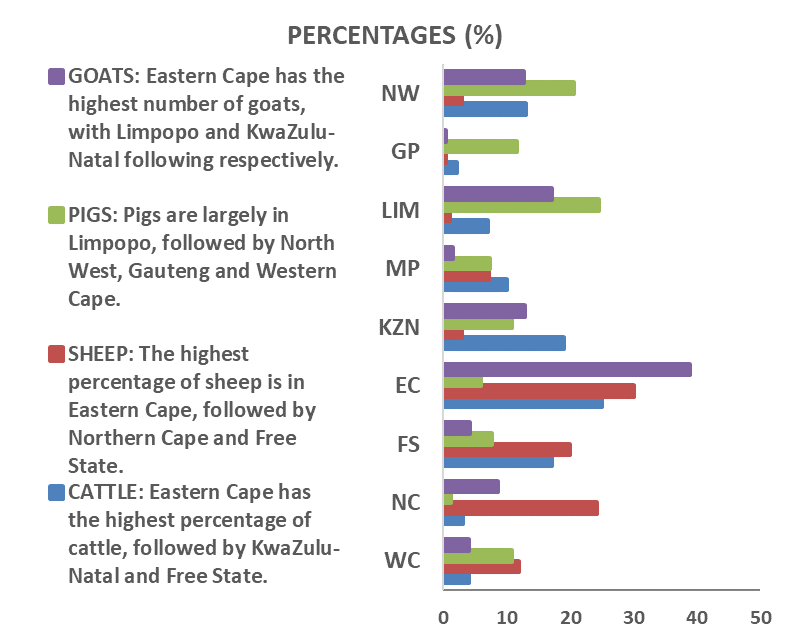 PERCENTAGES (%)
GOATS: Eastern Cape has the
highest number of goats,
with Limpopo and KwaZulu-
Natal following respectively.
PIGS: Pigs are largely in
Limpopo, followed by North
West, Gauteng and Western
Cape.
SHEEP: The highest
percentage of sheep is in
Eastern Cape, followed by
Northern Cape and Free
State.
CATTLE: Eastern Cape has
the highest percentage of
cattle, followed by KwaZulu-
Natal and Free State.
NW
GP
LIM
MP
KZN
EC
FS
NC
WC
0 10 20 30 40 50